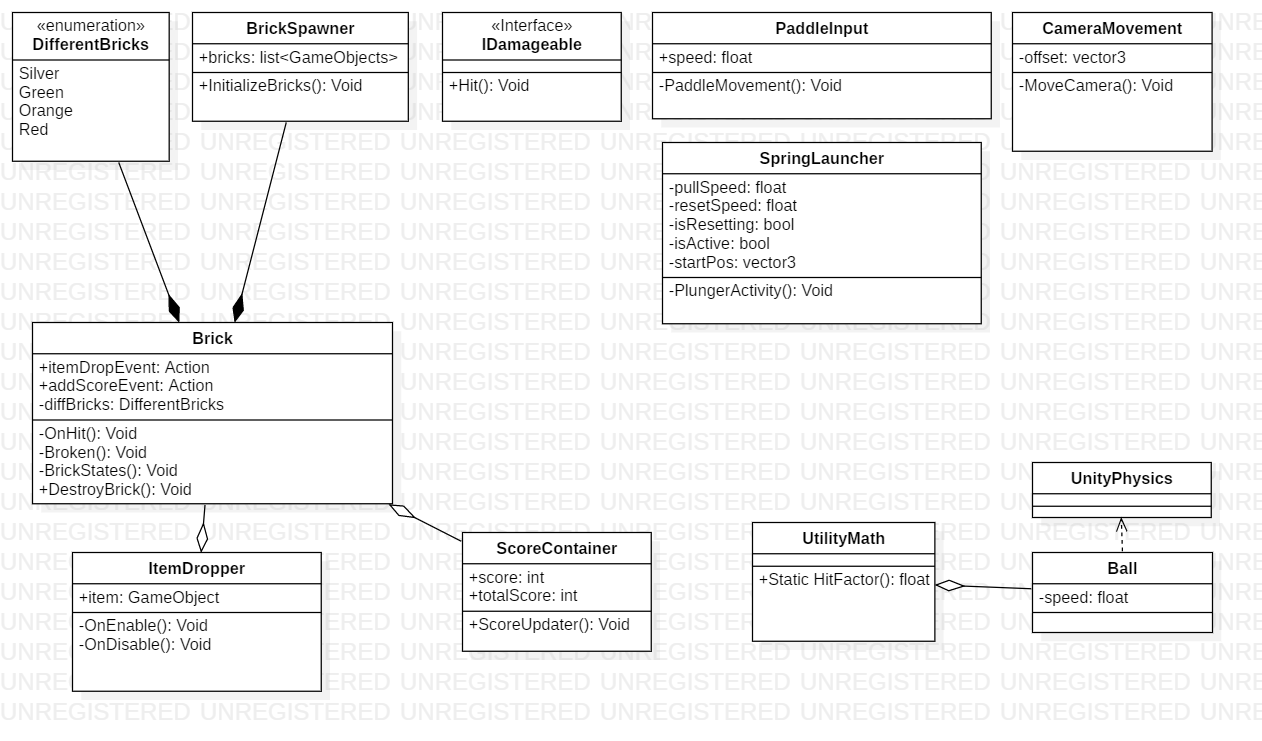 «enumeration»
DifferentBricks
Silver
Green
Orange
Red
BrickSpawner
+bricks: list<GameObjects>
+InitializeBricks(): Void
«Interface»
IDamageable
+Hit(): Void
PaddleInput
+speed: float
-PaddleMovement(): Void
CameraMovement
-offset: vector3
-MoveCamera(): Void
SpringLauncher
-pullSpeed: float
-resetSpeed: float
-isResetting: bool
-isActive: bool
-startPos: vector3
-PlungerActivity(): Void
Brick
+itemDropEvent: Action
+addScoreEvent: Action
-diffBricks: DifferentBricks
-OnHit(): Void
-Broken(): Void
-BrickStates(): Void
+DestroyBrick(): Void
ItemDropper
+item: GameObject
-OnEnable(): Void
-OnDisable(): Void
ScoreContainer
+score: int
+totalScore: int
+ScoreUpdater(): Void
UtilityMath
+Static HitFactor(): float
UnityPhysics
Ball
-speed: float
UNREGISTERED UNREGISTERED UNREGISTERED UNREGISTERED UNREGISTERED UNREGISTERED